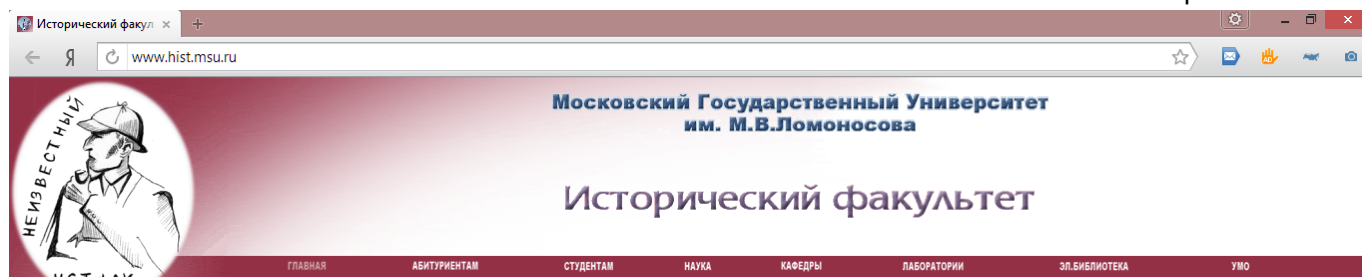 Исторический факул
www.hist.msu.ru
НЕИЗВЕСТНЫЙ
Московский Государственный Университет
им. М.В.Ломоносова
Исторический факультет
ГЛАВНАЯ АБИТУРИЕНТАМ СТУДЕНТАМ НАУКА КАФЕДРЫ ЛАБОРАТОРИИ ЭЛ.БИБЛИОТЕКА УМО